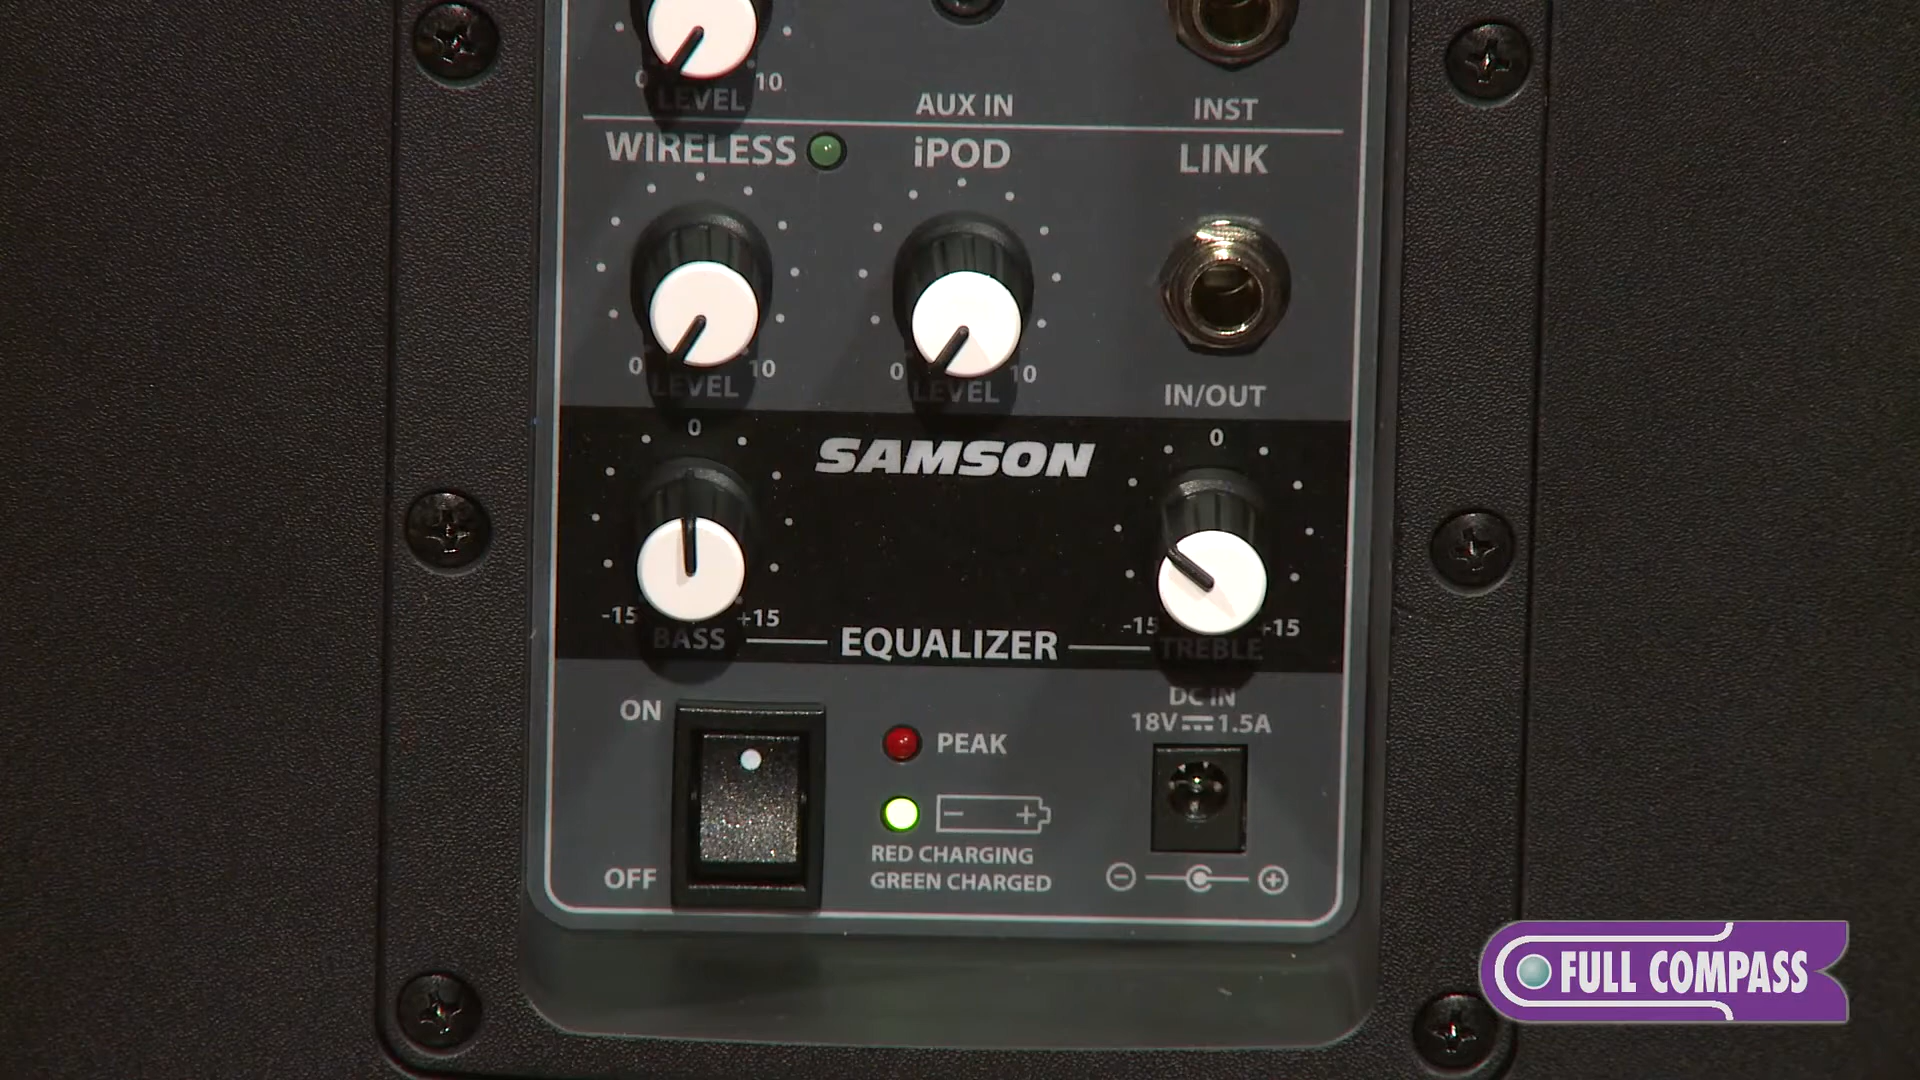 0 10
LEVEL
AUX IN
INST
WIRELESS
iPOD
LINK
0 10
LEVEL
0 10
LEVEL
IN/OUT
SAMSON
0
-15 +15
BASS
EQUALIZER
0
-15 +15
TREBLE
ON
OFF
PEAK
- +
RED CHARGING
GREEN CHARGED
DC IN
18V 1.5A
- +
FULL COMPASS